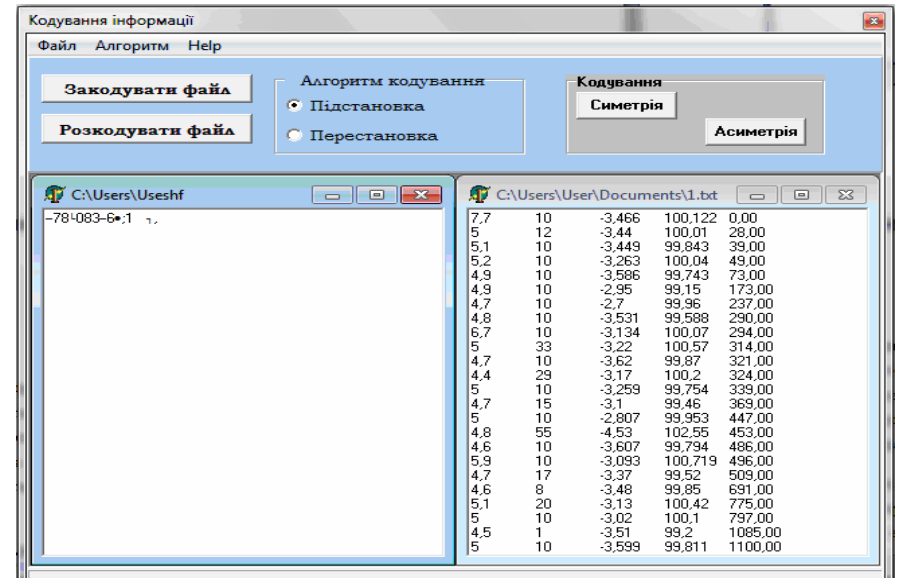 Кодування інформації
Файл Алгоритм Help
Закодувати файл
Розкодувати файл
Алгоритм кодування
Підстановка
Перестановка
Кодування
Симетрія
Асиметрія
C:\Users\Useshf
C:\Users\User\Documents\1.txt
7,7 10 -3,466 100,122 0,00
5 12 -3,44 100,01 28,00
5,1 10 -3,449 99,843 39,00
5,2 10 -3,263 100,04 49,00
4,9 10 -3,586 99,743 73,00
4,9 10 -2,95 99,15 173,00
4,7 10 -2,7 99,96 237,00
4,8 10 -3,531 99,588 290,00
6,7 10 -3,134 100,07 294,00
5 33 -3,22 100,57 314,00
4,7 10 -3,62 99,87 321,00
4,4 29 -3,17 100,2 324,00
5 10 -3,259 99,754 339,00
4,7 15 -3,1 99,46 369,00
5 10 -2,807 99,953 447,00
4,8 55 -4,53 102,55 453,00
4,6 10 -3,607 99,794 486,00
5,9 10 -3,093 100,719 496,00
4,7 17 -3,37 99,52 509,00
4,6 8 -3,48 99,85 691,00
5,1 20 -3,13 100,42 775,00
5 10 -3,02 100,1 797,00
4,5 1 -3,51 99,2 1085,00
5 10 -3,599 99,811 1100,00